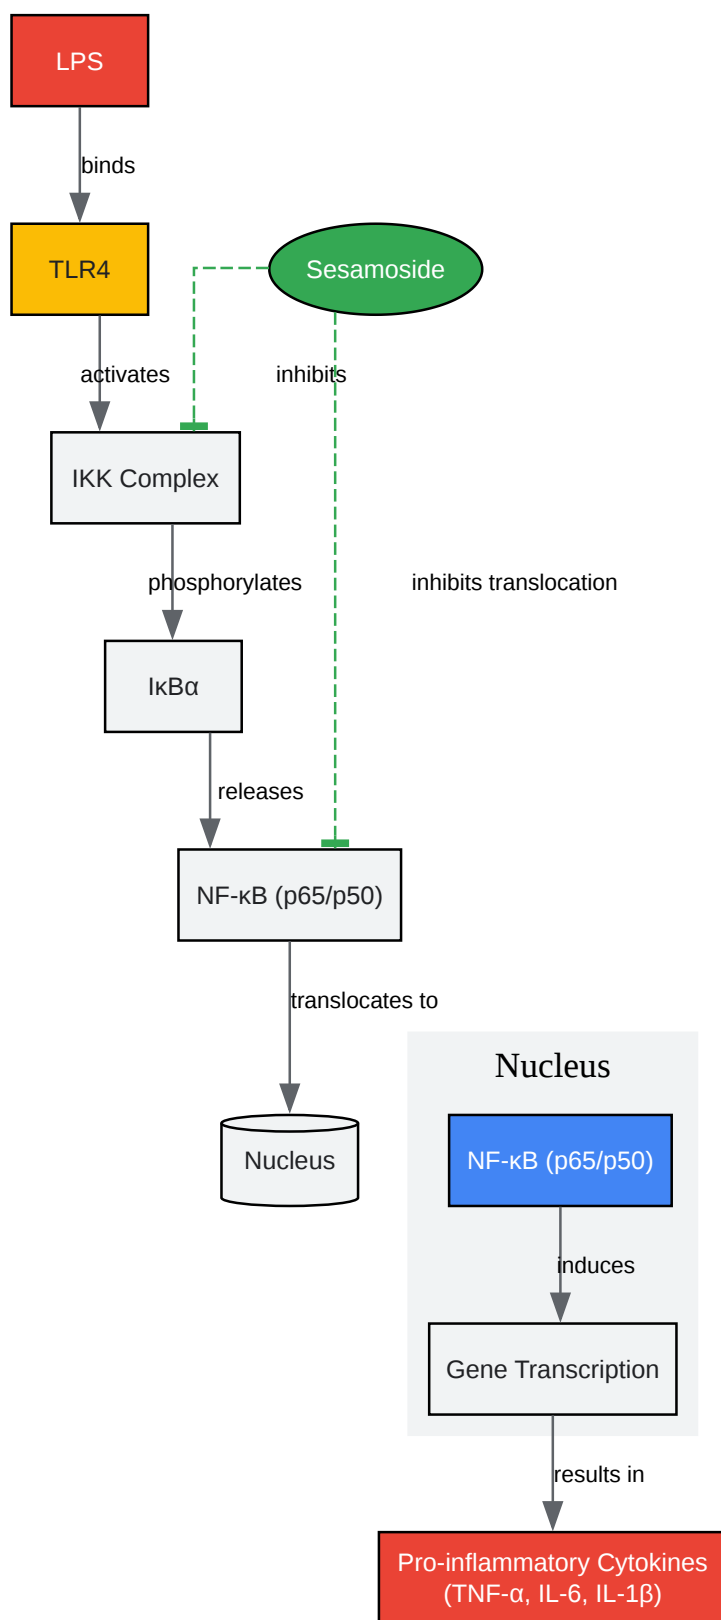 LPS
binds
TLR4
Sesamoside
activates
inhibits
IKK Complex
phosphorylates
inhibits translocation
IκBα
releases
NF-κB (p65/p50)
translocates to
Nucleus
Nucleus
NF-κB (p65/p50)
induces
Gene Transcription
results in
Pro-inflammatory Cytokines
(TNF-α, IL-6, IL-1β)